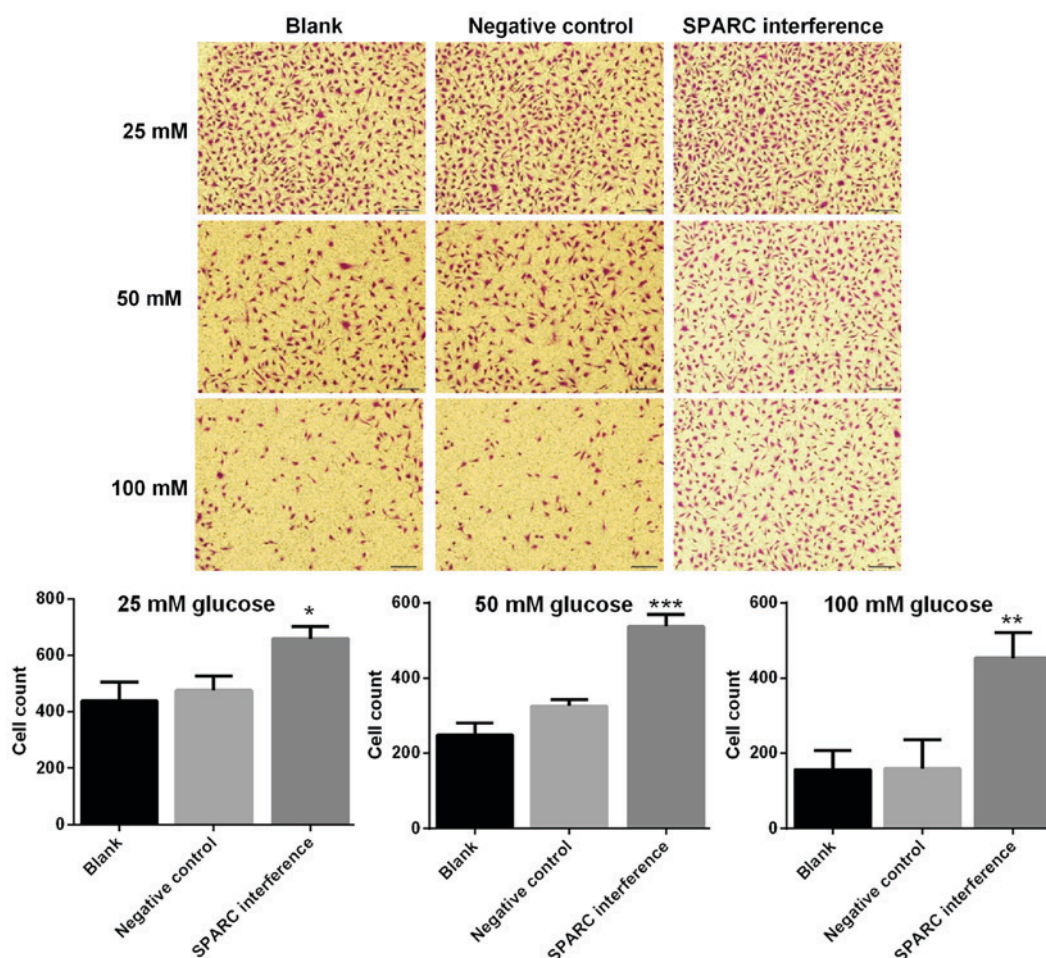 Blank Negative control SPARC interference
25 mM
50 mM
100 mM
25 mM glucose
*
Cell count
800
600
400
200
0
Blank
Negative control
SPARC interference
50 mM glucose
***
Cell count
600
400
200
0
Blank
Negative control
SPARC interference
100 mM glucose
**
Cell count
600
400
200
0
Blank
Negative control
SPARC interference